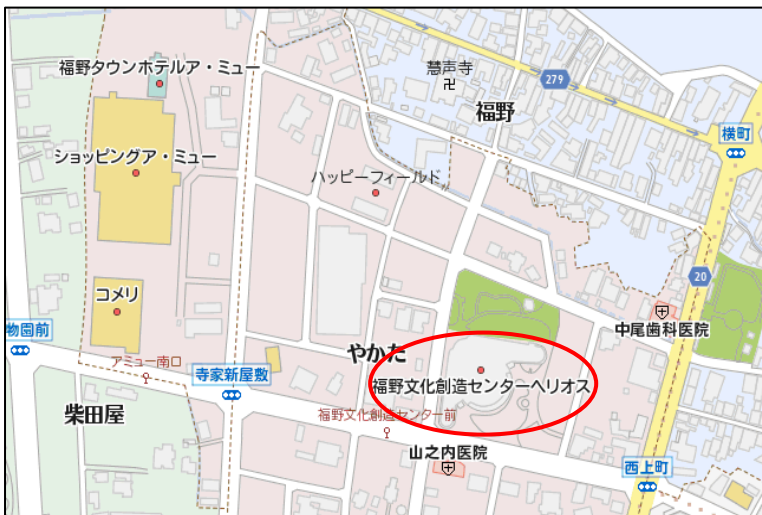 福野タウンホテルア・ミュー
慧声寺
279
福野
横町
ショッピングア・ミュー
ハッピーフィールド
20
コメリ
中尾歯科医院
物園前
アミュー南口
やかた
寺家新屋敷
福野文化創造センターヘリオス
柴田屋
福野文化創造センター前
山之内医院
西上町